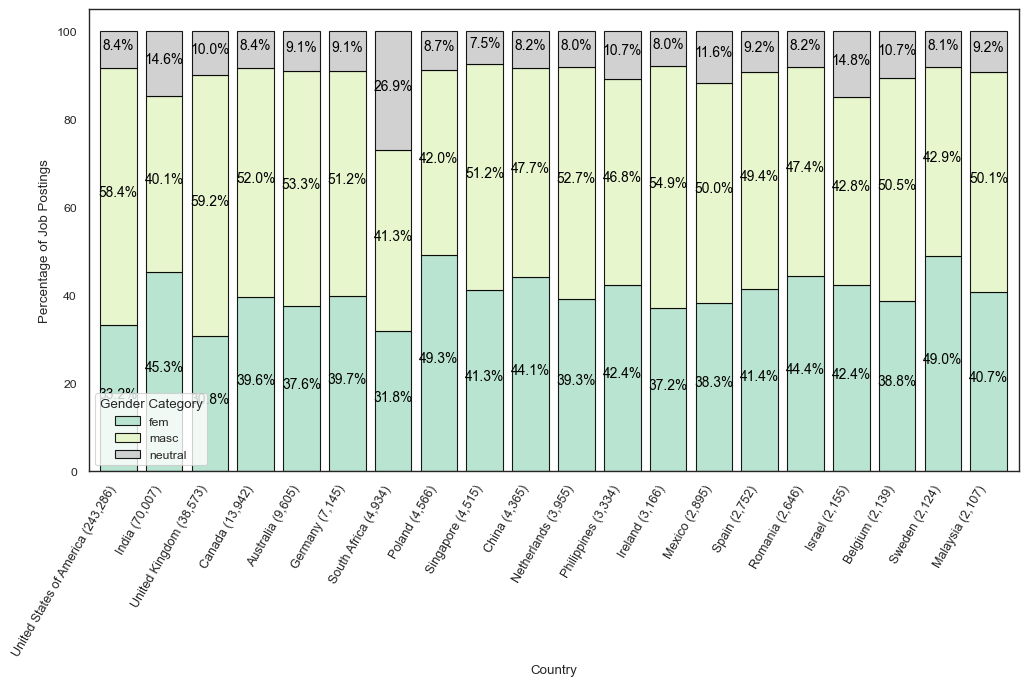 100
80
60
40
20
0
Percentage of Job Postings
8.4% 14.6% 10.0% 8.4% 9.1% 9.1% 26.9% 8.7% 7.5% 8.2% 8.0% 10.7% 8.0% 11.6% 9.2% 8.2% 14.8% 10.7% 8.1% 9.2%
58.4% 40.1% 59.2% 52.0% 53.3% 51.2% 41.3% 42.0% 51.2% 47.7% 52.7% 46.8% 54.9% 50.0% 49.4% 47.4% 42.8% 50.5% 42.9% 50.1%
33.2% 45.3% 39.6% 37.6% 39.7% 31.8% 49.3% 41.3% 44.1% 39.3% 42.4% 37.2% 38.3% 41.4% 44.4% 42.4% 38.8% 49.0% 40.7%
Gender Category
fem
masc
neutral
United States of America (243,286)
India (70,007)
United Kingdom (38,573)
Canada (13,942)
Australia (9,605)
Germany (7,145)
South Africa (4,934)
Poland (4,566)
Singapore (4,515)
China (4,365)
Netherlands (3,955)
Philippines (3,334)
Ireland (3,166)
Mexico (2,895)
Spain (2,752)
Romania (2,646)
Israel (2,155)
Belgium (2,139)
Sweden (2,124)
Malaysia (2,107)
Country